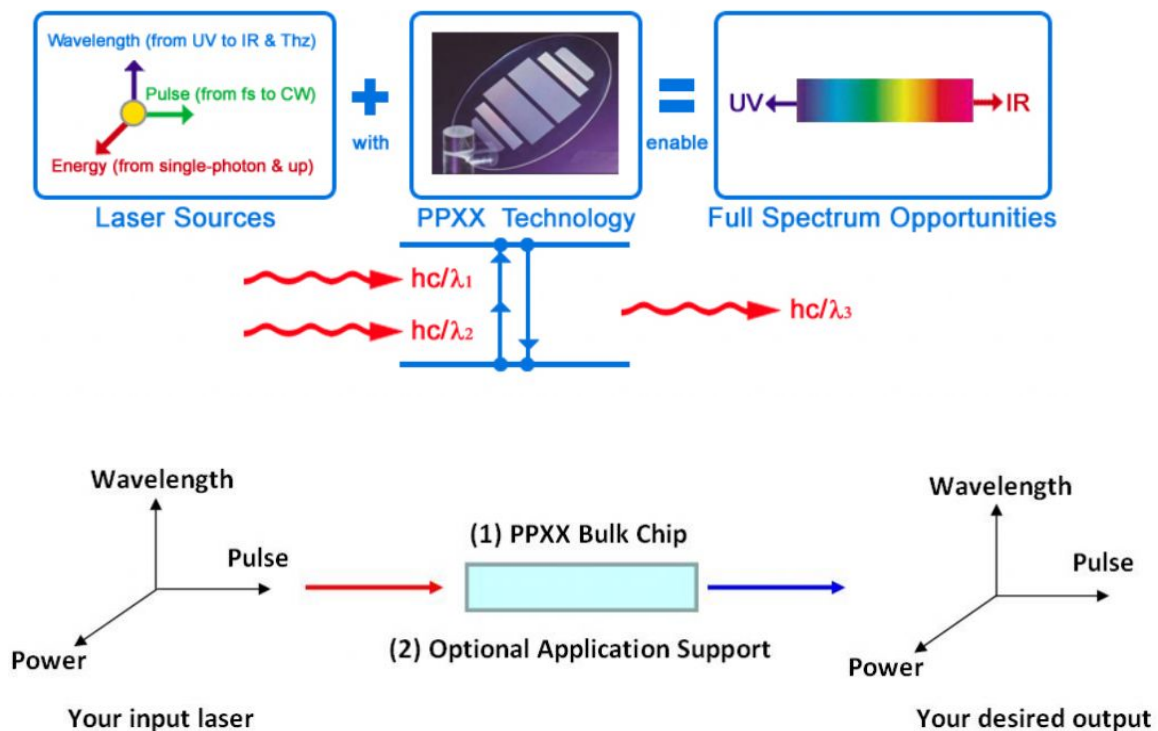 Wavelength (from UV to IR & Thz)
Pulse (from fs to CW)
Energy (from single-photon & up)
with
enable
UV
IR
Laser Sources
PPXX Technology
Full Spectrum Opportunities
hc/λ1
hc/λ2
hc/λ3
Wavelength
Pulse
Power
Your input laser
(1) PPXX Bulk Chip
(2) Optional Application Support
Wavelength
Pulse
Power
Your desired output